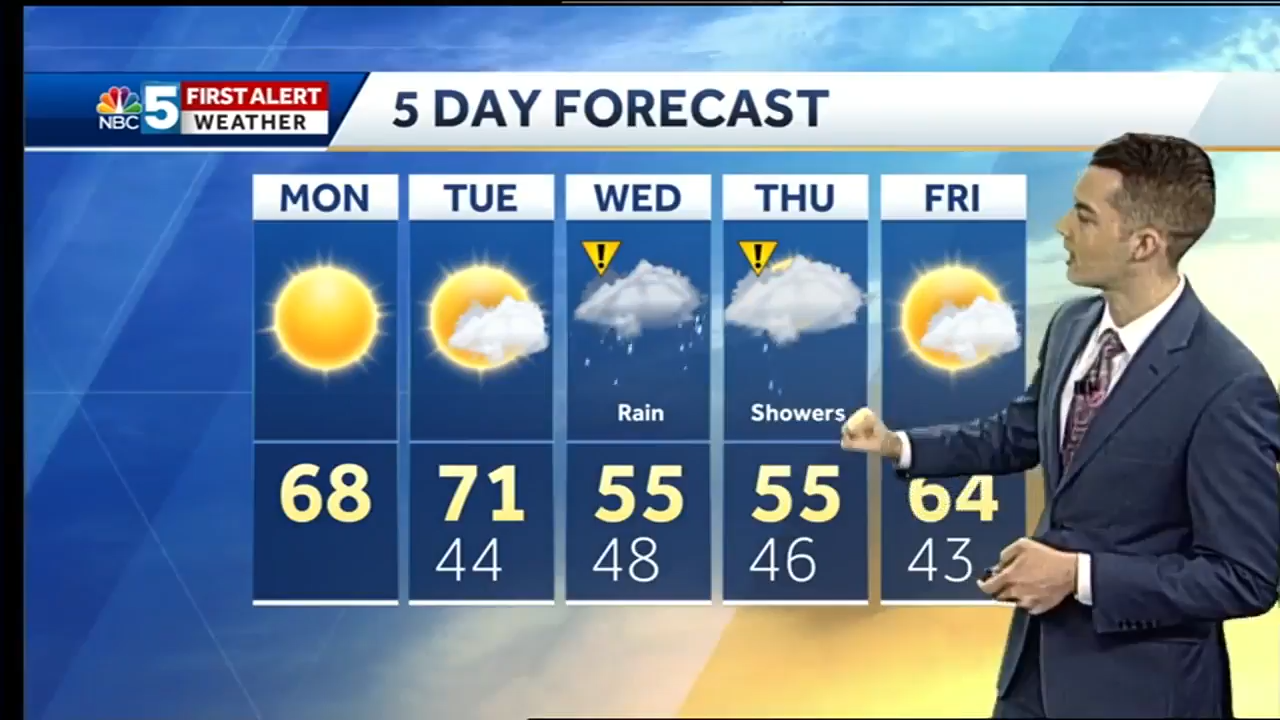 NBC 5 FIRST ALERT
WEATHER
5 DAY FORECAST
MON TUE WED THU FRI
! !
Rain Showers
68 71 55 55 64
44 48 46 43